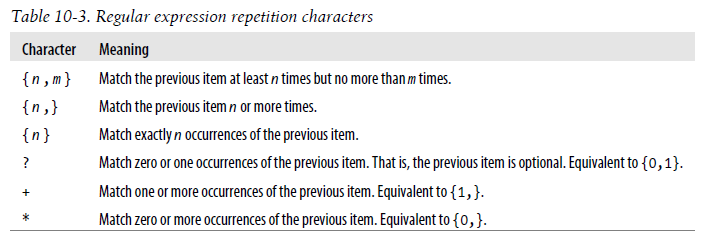 Table 10-3. Regular expression repetition characters
Character Meaning
{n,m} Match the previous item at least n times but no more than m times.
{n,} Match the previous item n or more times.
{n} Match exactly n occurrences of the previous item.
? Match zero or one occurrences of the previous item. That is, the previous item is optional. Equivalent to {0,1}.
+ Match one or more occurrences of the previous item. Equivalent to {1,}.
* Match zero or more occurrences of the previous item. Equivalent to {0,}.